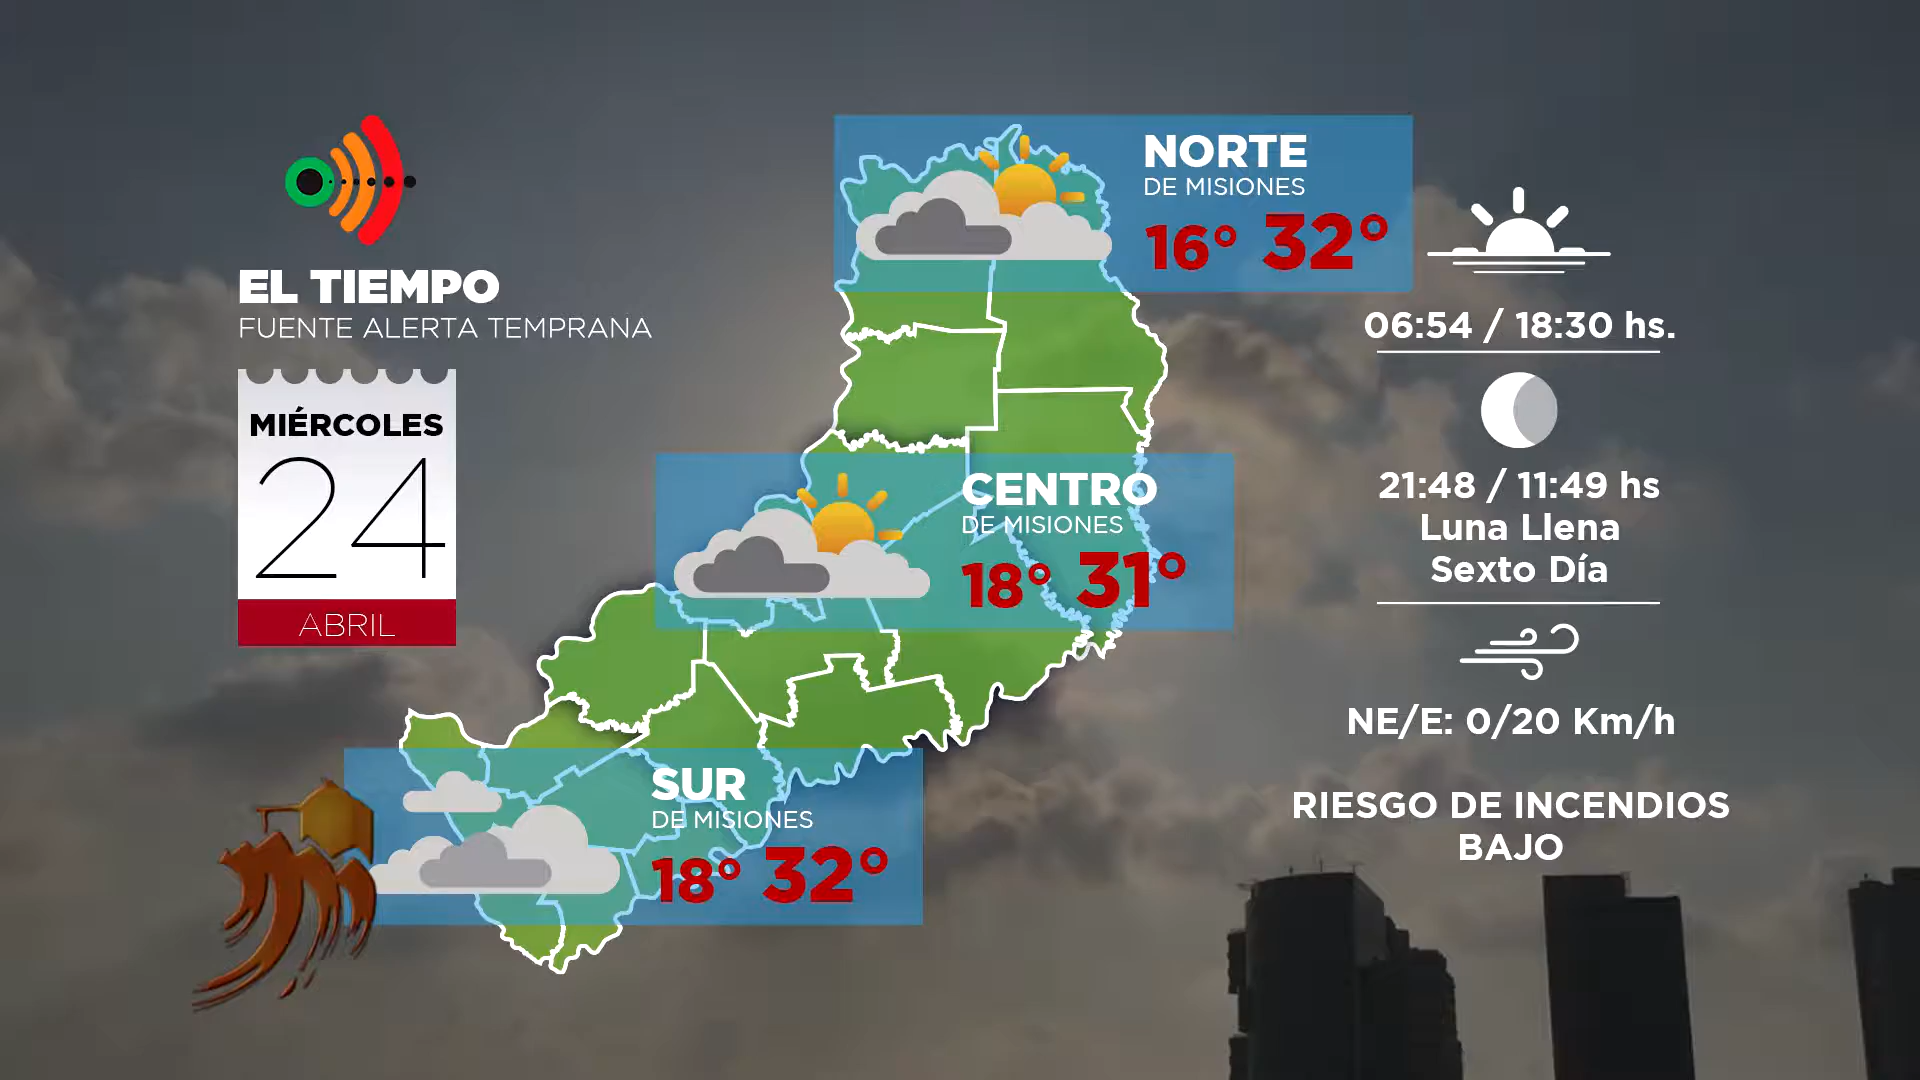 EL TIEMPO
FUENTE ALERTA TEMPRANA
MIÉRCOLES
24
ABRIL
NORTE
DE MISIONES
16° 32°
CENTRO
DE MISIONES
18° 31°
SUR
DE MISIONES
18° 32°
06:54 / 18:30 hs.
21:48 / 11:49 hs
Luna Llena
Sexto Día
NE/E: 0/20 Km/h
RIESGO DE INCENDIOS
BAJO